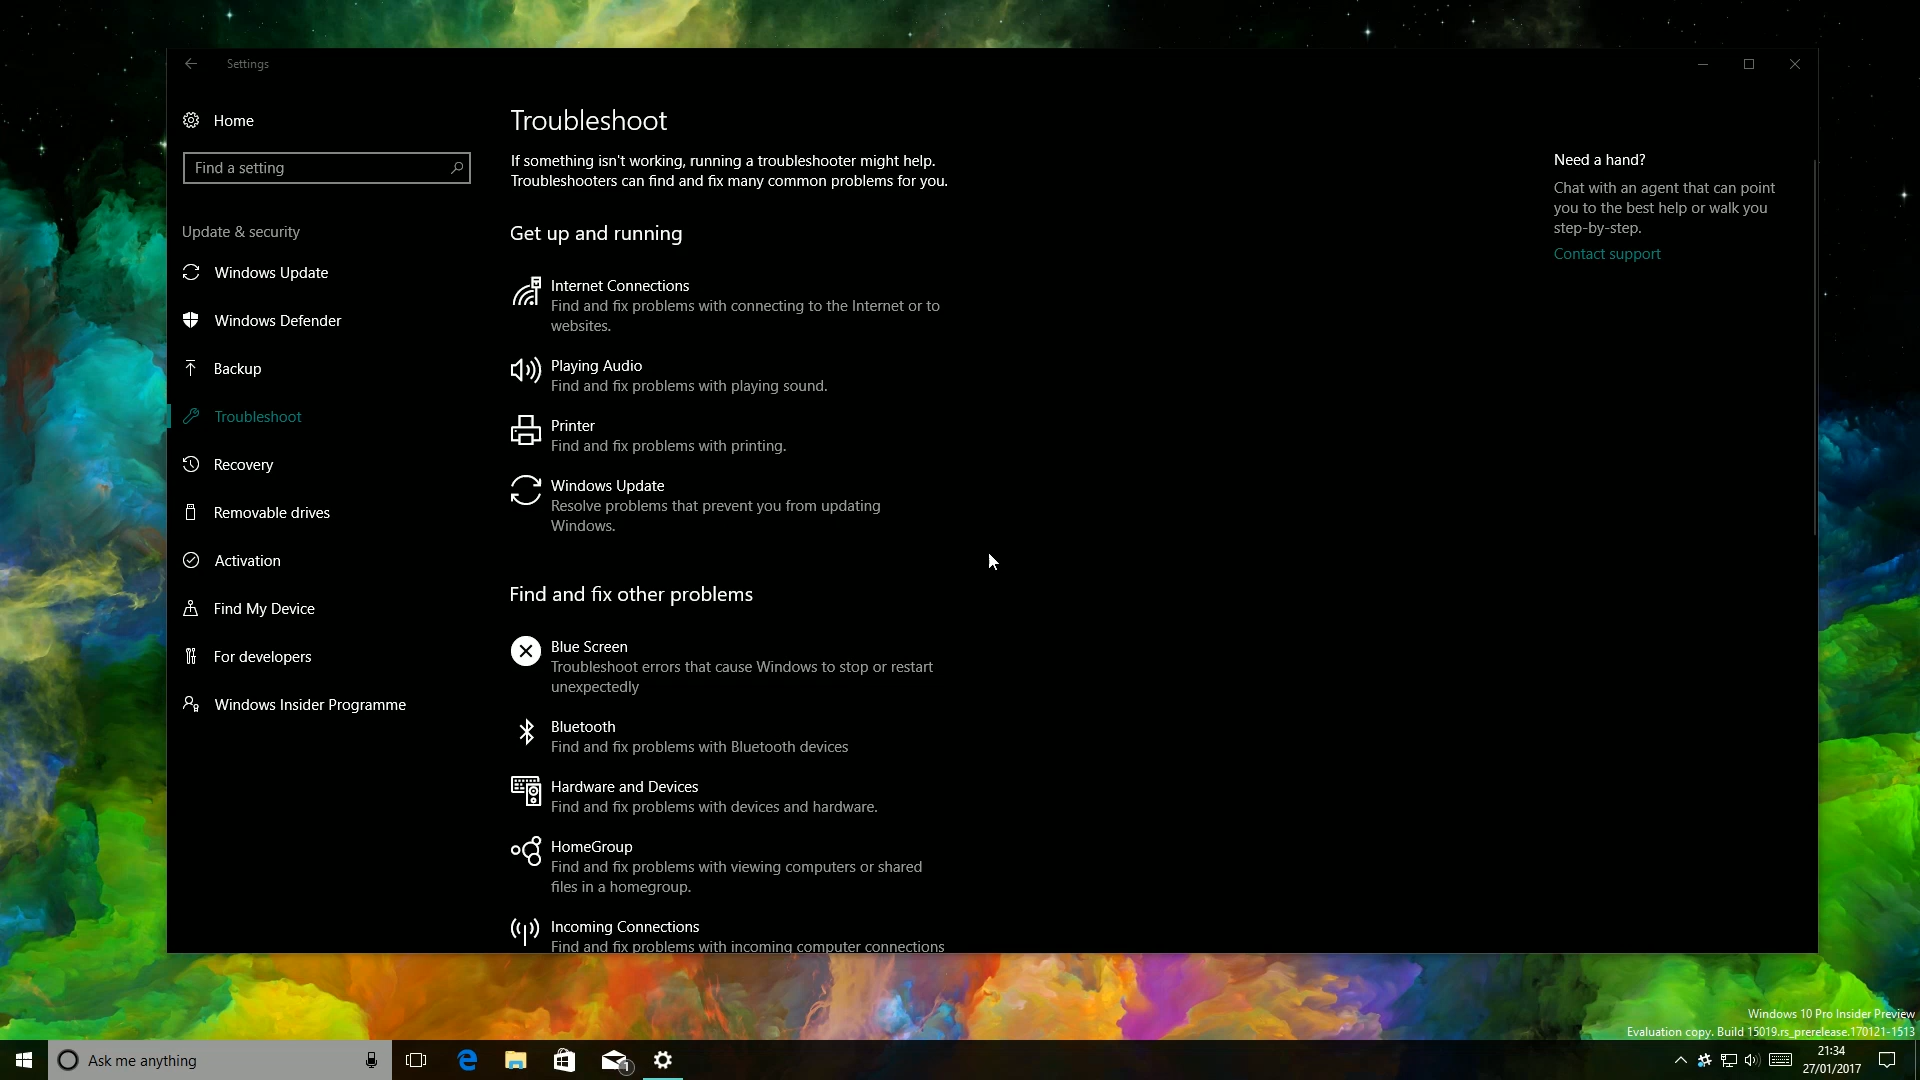 Settings
Home
Find a setting
Update & security
Windows Update
Windows Defender
Backup
Troubleshoot
Recovery
Removable drives
Activation
Find My Device
For developers
Windows Insider Programme
Troubleshoot
If something isn't working, running a troubleshooter might help.
Troubleshooters can find and fix many common problems for you.
Get up and running
Internet Connections
Find and fix problems with connecting to the Internet or to
websites.
Playing Audio
Find and fix problems with playing sound.
Printer
Find and fix problems with printing.
Windows Update
Resolve problems that prevent you from updating
Windows.
Find and fix other problems
Blue Screen
Troubleshoot errors that cause Windows to stop or restart
unexpectedly
Bluetooth
Find and fix problems with Bluetooth devices
Hardware and Devices
Find and fix problems with devices and hardware.
HomeGroup
Find and fix problems with viewing computers or shared
files in a homegroup.
Incoming Connections
Find and fix problems with incoming computer connections
Need a hand?
Chat with an agent that can point
you to the best help or walk you
step-by-step.
Contact support
Windows 10 Pro Insider Preview
Evaluation copy. Build 15019.rs_prerelease.170121-1513
Ask me anything
1
21:34
27/01/2017